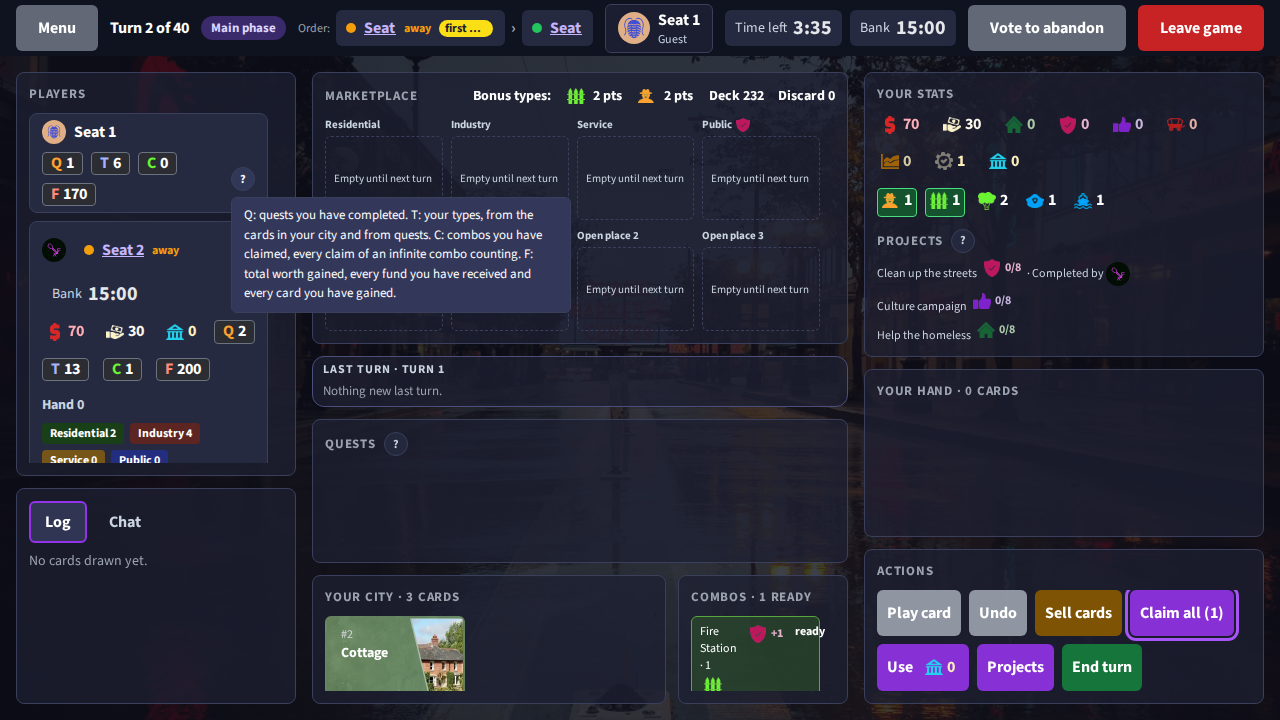 Menu
Turn 2 of 40
Main phase
Order:
Seat away first ...
› Seat
Seat 1
Guest
Time left 3:35
Bank 15:00
Vote to abandon
Leave game
PLAYERS
Seat 1
Q 1 T 6 C 0
F 170
?
Q: quests you have completed. T: your types, from the
cards in your city and from quests. C: combos you have
claimed, every claim of an infinite combo counting. F:
total worth gained, every fund you have received and
every card you have gained.
Seat 2 away
Bank 15:00
70 30 0 Q 2
T 13 C 1 F 200
Hand 0
Residential 2 Industry 4
Service 0 Public 0
Log Chat
No cards drawn yet.
MARKETPLACE
Bonus types: 2 pts 2 pts Deck 232 Discard 0
Residential Industry Service Public
Empty until next turn Empty until next turn Empty until next turn Empty until next turn
Open place 2 Open place 3
Empty until next turn Empty until next turn
LAST TURN · TURN 1
Nothing new last turn.
QUESTS ?
YOUR CITY · 3 CARDS
#2
Cottage
COMBOS · 1 READY
Fire +1 ready
Station
· 1
YOUR STATS
70 30 0 0 0 0
0 1 0
1 1 2 1 1
PROJECTS ?
Clean up the streets 0/8 · Completed by
Culture campaign 0/8
Help the homeless 0/8
YOUR HAND · 0 CARDS
ACTIONS
Play card Undo Sell cards Claim all (1)
Use 0 Projects End turn